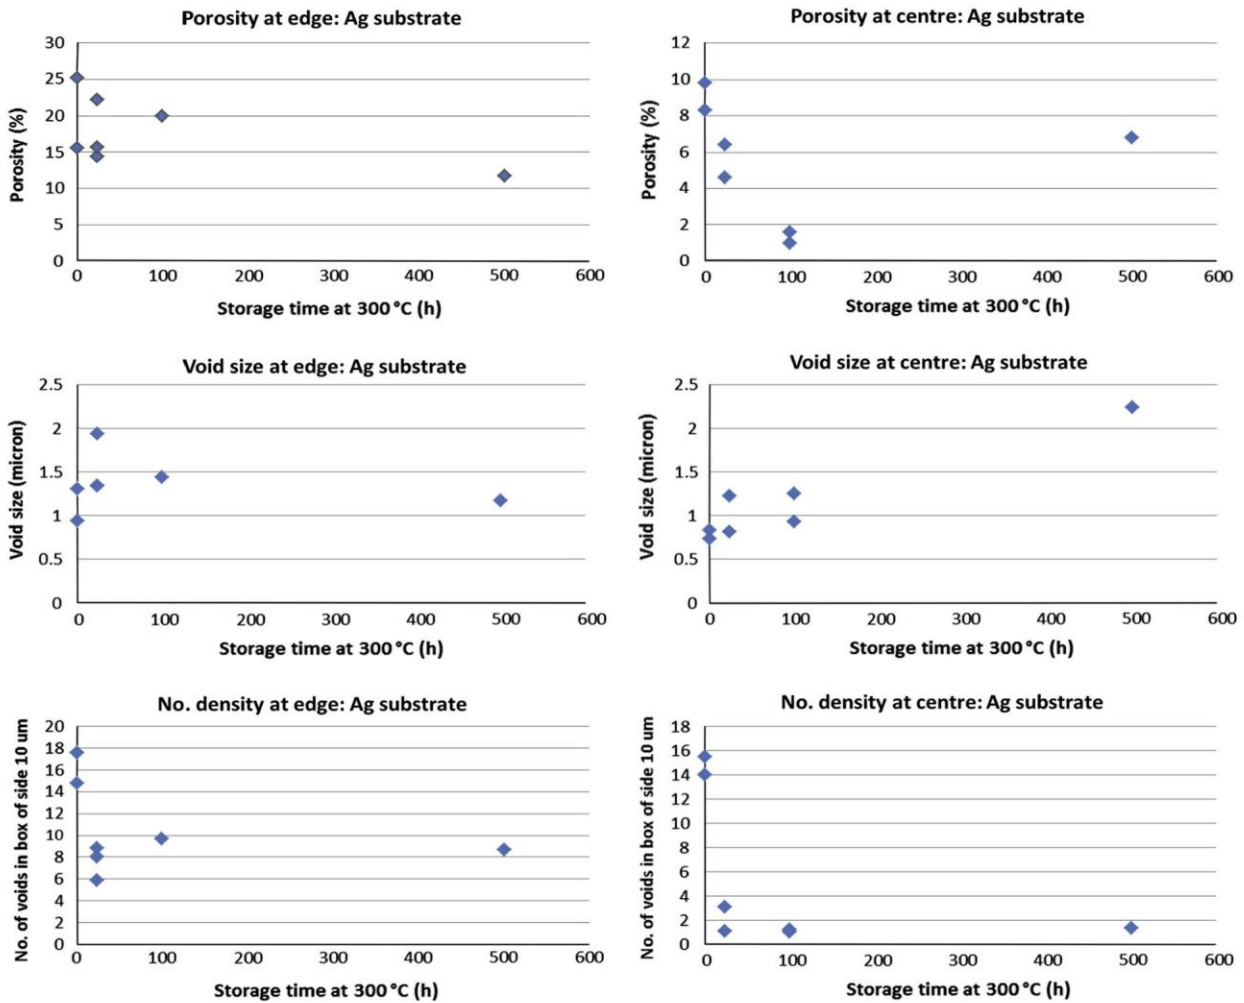 Porosity at edge: Ag substrate
Porosity (%)
30
25
20
15
10
5
0
0 100 200 300 400 500 600
Storage time at 300 °C (h)
Porosity at centre: Ag substrate
Porosity (%)
12
10
8
6
4
2
0
0 100 200 300 400 500 600
Storage time at 300 °C (h)
Void size at edge: Ag substrate
Void size (micron)
2.5
2
1.5
1
0.5
0
0 100 200 300 400 500 600
Storage time at 300 °C (h)
Void size at centre: Ag substrate
Void size (micron)
2.5
2
1.5
1
0.5
0
0 100 200 300 400 500 600
Storage time at 300 °C (h)
No. density at edge: Ag substrate
No. of voids in box of side 10 um
20
18
16
14
12
10
8
6
4
2
0
0 100 200 300 400 500 600
Storage time at 300 °C (h)
No. density at centre: Ag substrate
No. of voids in box of side 10 um
18
16
14
12
10
8
6
4
2
0
0 100 200 300 400 500 600
Storage time at 300 °C (h)